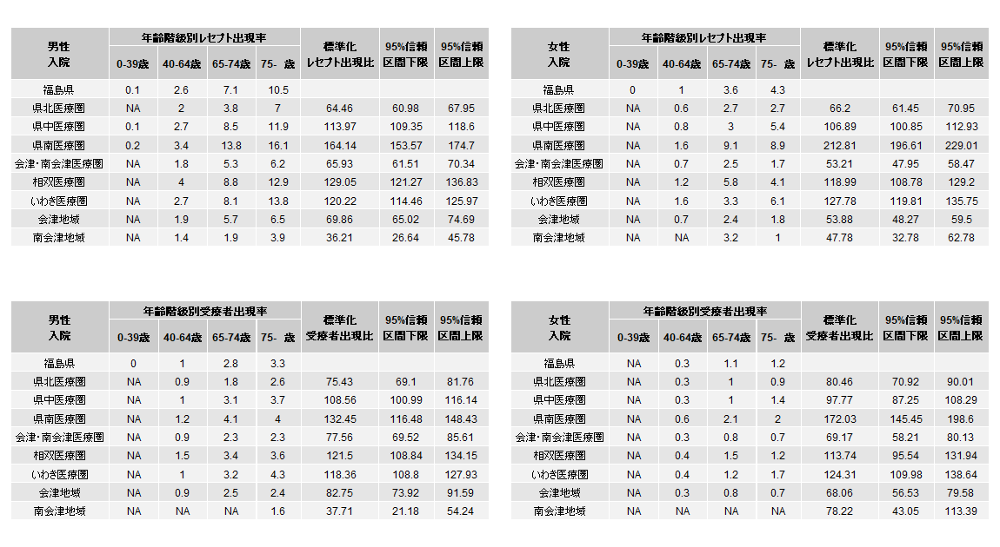 男性 入院 年齢階級別レセプト出現率 標準化 レセプト出現比 95%信頼 区間下限 95%信頼 区間上限
0-39歳 40-64歳 65-74歳 75- 歳
福島県 0.1 2.6 7.1 10.5
県北医療圏 NA 2 3.8 7 64.46 60.98 67.95
県中医療圏 0.1 2.7 8.5 11.9 113.97 109.35 118.6
県南医療圏 0.2 3.4 13.8 16.1 164.14 153.57 174.7
会津・南会津医療圏 NA 1.8 5.3 6.2 65.93 61.51 70.34
相双医療圏 NA 4 8.8 12.9 129.05 121.27 136.83
いわき医療圏 NA 2.7 8.1 13.8 120.22 114.46 125.97
会津地域 NA 1.9 5.7 6.5 69.86 65.02 74.69
南会津地域 NA 1.4 1.9 3.9 36.21 26.64 45.78
女性 入院 年齢階級別レセプト出現率 標準化 レセプト出現比 95%信頼 区間下限 95%信頼 区間上限
0-39歳 40-64歳 65-74歳 75- 歳
福島県 0 1 3.6 4.3
県北医療圏 NA 0.6 2.7 2.7 66.2 61.45 70.95
県中医療圏 NA 0.8 3 5.4 106.89 100.85 112.93
県南医療圏 NA 1.6 9.1 8.9 212.81 196.61 229.01
会津・南会津医療圏 NA 0.7 2.5 1.7 53.21 47.95 58.47
相双医療圏 NA 1.2 5.8 4.1 118.99 108.78 129.2
いわき医療圏 NA 1.6 3.3 6.1 127.78 119.81 135.75
会津地域 NA 0.7 2.4 1.8 53.88 48.27 59.5
南会津地域 NA NA 3.2 1 47.78 32.78 62.78
男性 入院 年齢階級別受療者出現率 標準化 受療者出現比 95%信頼 区間下限 95%信頼 区間上限
0-39歳 40-64歳 65-74歳 75- 歳
福島県 0 1 2.8 3.3
県北医療圏 NA 0.9 1.8 2.6 75.43 69.1 81.76
県中医療圏 NA 1 3.1 3.7 108.56 100.99 116.14
県南医療圏 NA 1.2 4.1 4 132.45 116.48 148.43
会津・南会津医療圏 NA 0.9 2.3 2.3 77.56 69.52 85.61
相双医療圏 NA 1.5 3.4 3.6 121.5 108.84 134.15
いわき医療圏 NA 1 3.2 4.3 118.36 108.8 127.93
会津地域 NA 0.9 2.5 2.4 82.75 73.92 91.59
南会津地域 NA NA NA 1.6 37.71 21.18 54.24
女性 入院 年齢階級別受療者出現率 標準化 受療者出現比 95%信頼 区間下限 95%信頼 区間上限
0-39歳 40-64歳 65-74歳 75- 歳
福島県 NA 0.3 1.1 1.2
県北医療圏 NA 0.3 1 0.9 80.46 70.92 90.01
県中医療圏 NA 0.3 1 1.4 97.77 87.25 108.29
県南医療圏 NA 0.6 2.1 2 172.03 145.45 198.6
会津・南会津医療圏 NA 0.3 0.8 0.7 69.17 58.21 80.13
相双医療圏 NA 0.4 1.5 1.2 113.74 95.54 131.94
いわき医療圏 NA 0.4 1.2 1.7 124.31 109.98 138.64
会津地域 NA 0.3 0.8 0.7 68.06 56.53 79.58
南会津地域 NA NA NA NA 78.22 43.05 113.39